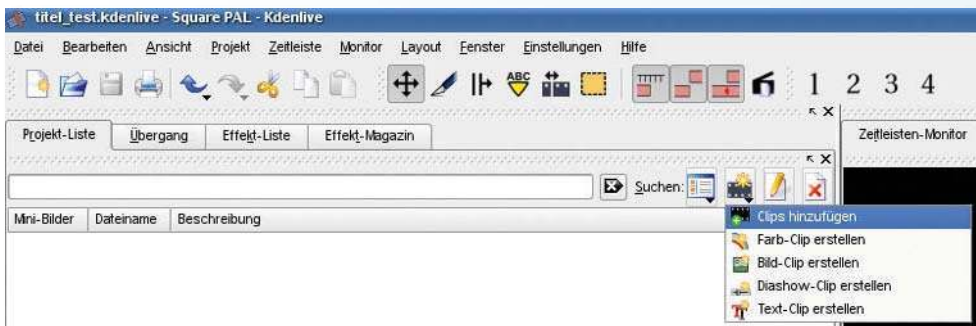 titel_test.kdenlive - Square PAL - Kdenlive
Datei Bearbeiten Ansicht Projekt Zeitleiste Monitor Layout Fenster Einstellungen Hilfe
ABC 1 2 3 4
Projekt-Liste Übergang Effekt-Liste Effekt-Magazin Zeitleisten-Monitor
Suchen:
Mini-Bilder Dateiname Beschreibung
Clips hinzufügen
Farb-Clip erstellen
Bild-Clip erstellen
Diashow-Clip erstellen
Text-Clip erstellen